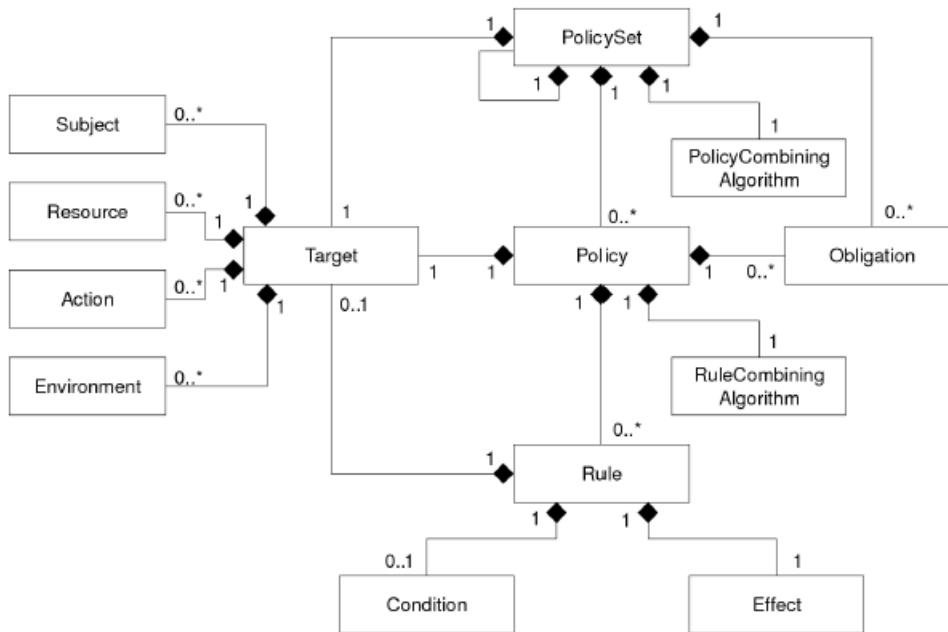 1
PolicySet
1
1
1
1
0..*
Subject
1
PolicyCombining
Algorithm
0..*
Resource
1
1
1
0..*
0..*
Target
1
1
Policy
1
0..*
Obligation
0..*
Action
1
1
0..1
1
1
1
RuleCombining
Algorithm
0..*
Environment
0..*
1
Rule
1
1
0..1
1
Condition
Effect